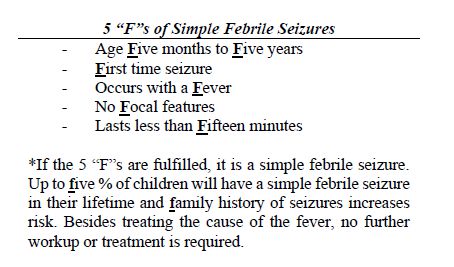 5 “F”s of Simple Febrile Seizures
- Age Five months to Five years
- First time seizure
- Occurs with a Fever
- No Focal features
- Lasts less than Fifteen minutes
*If the 5 “F”s are fulfilled, it is a simple febrile seizure.
Up to five % of children will have a simple febrile seizure
in their lifetime and family history of seizures increases
risk. Besides treating the cause of the fever, no further
workup or treatment is required.